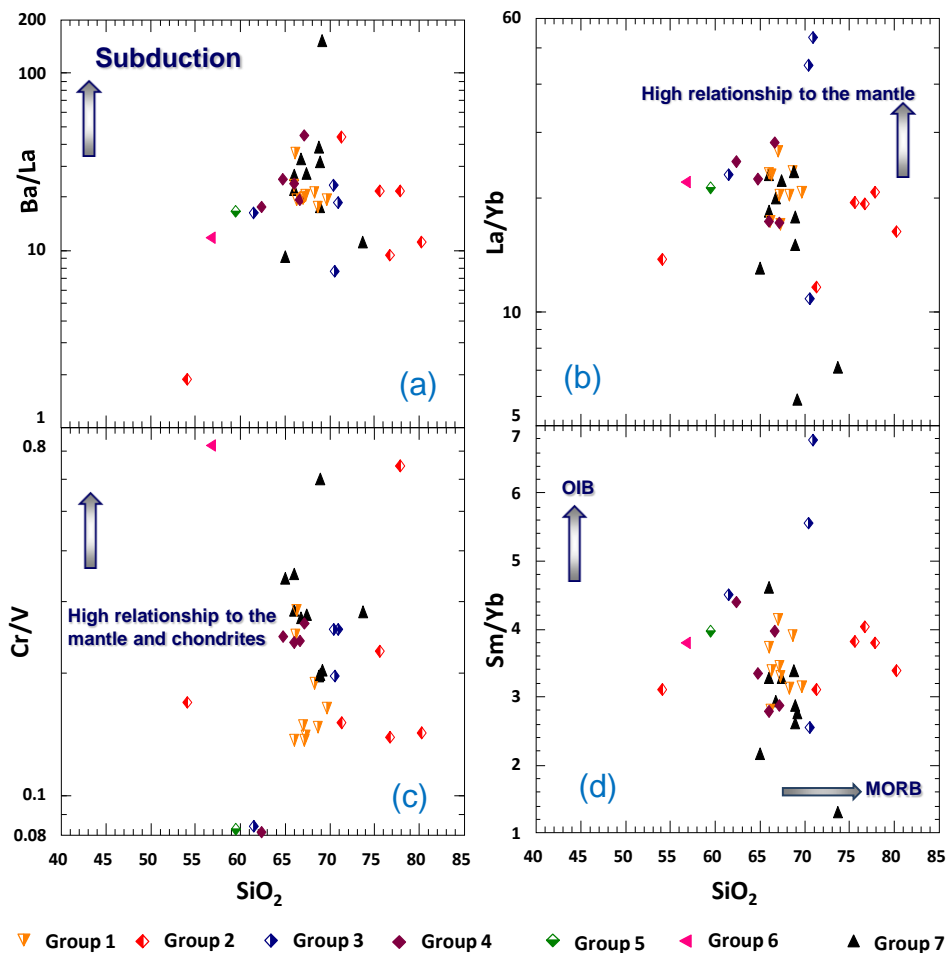 200
100
10
1
Ba/La
Subduction
(a)
60
10
5
La/Yb
High relationship to the mantle
(b)
0.8
0.1
0.08
Cr/V
High relationship to the
mantle and chondrites
(c)
40 45 50 55 60 65 70 75 80 85
SiO2
7
6
5
4
3
2
1
Sm/Yb
OIB
MORB
(d)
40 45 50 55 60 65 70 75 80 85
SiO2
Group 1 Group 2 Group 3 Group 4 Group 5 Group 6 Group 7